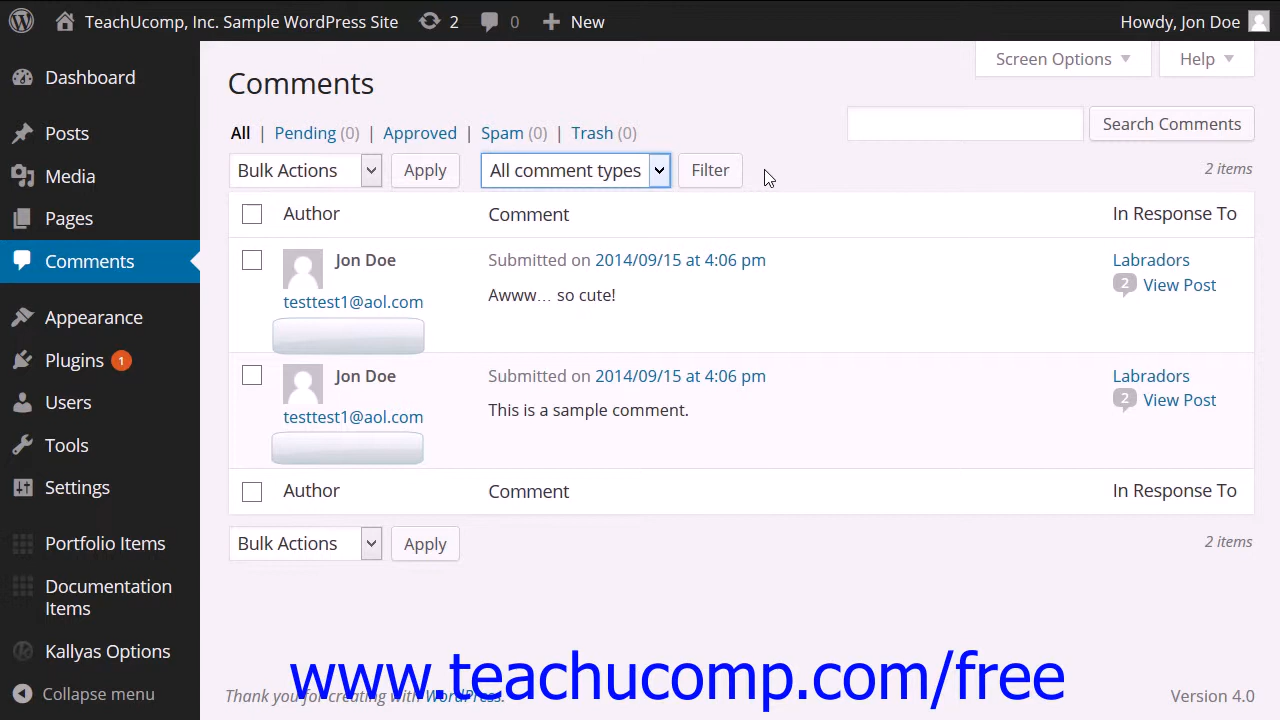 TeachUcomp, Inc. Sample WordPress Site 2 0 New Howdy, Jon Doe
Screen Options Help
Dashboard
Posts
Media
Pages
Comments
Appearance
Plugins 1
Users
Tools
Settings
Portfolio Items
Documentation
Items
Kallyas Options
Collapse menu
Comments
All | Pending (0) | Approved | Spam (0) | Trash (0)
Search Comments
Bulk Actions Apply All comment types Filter 2 items
Author Comment In Response To
Jon Doe Submitted on 2014/09/15 at 4:06 pm Labradors
2 View Post
testtest1@aol.com Awww… so cute!
Jon Doe Submitted on 2014/09/15 at 4:06 pm Labradors
2 View Post
testtest1@aol.com This is a sample comment.
Author Comment In Response To
Bulk Actions Apply 2 items
www.teachucomp.com/free
Thank you for creating with WordPress. Version 4.0